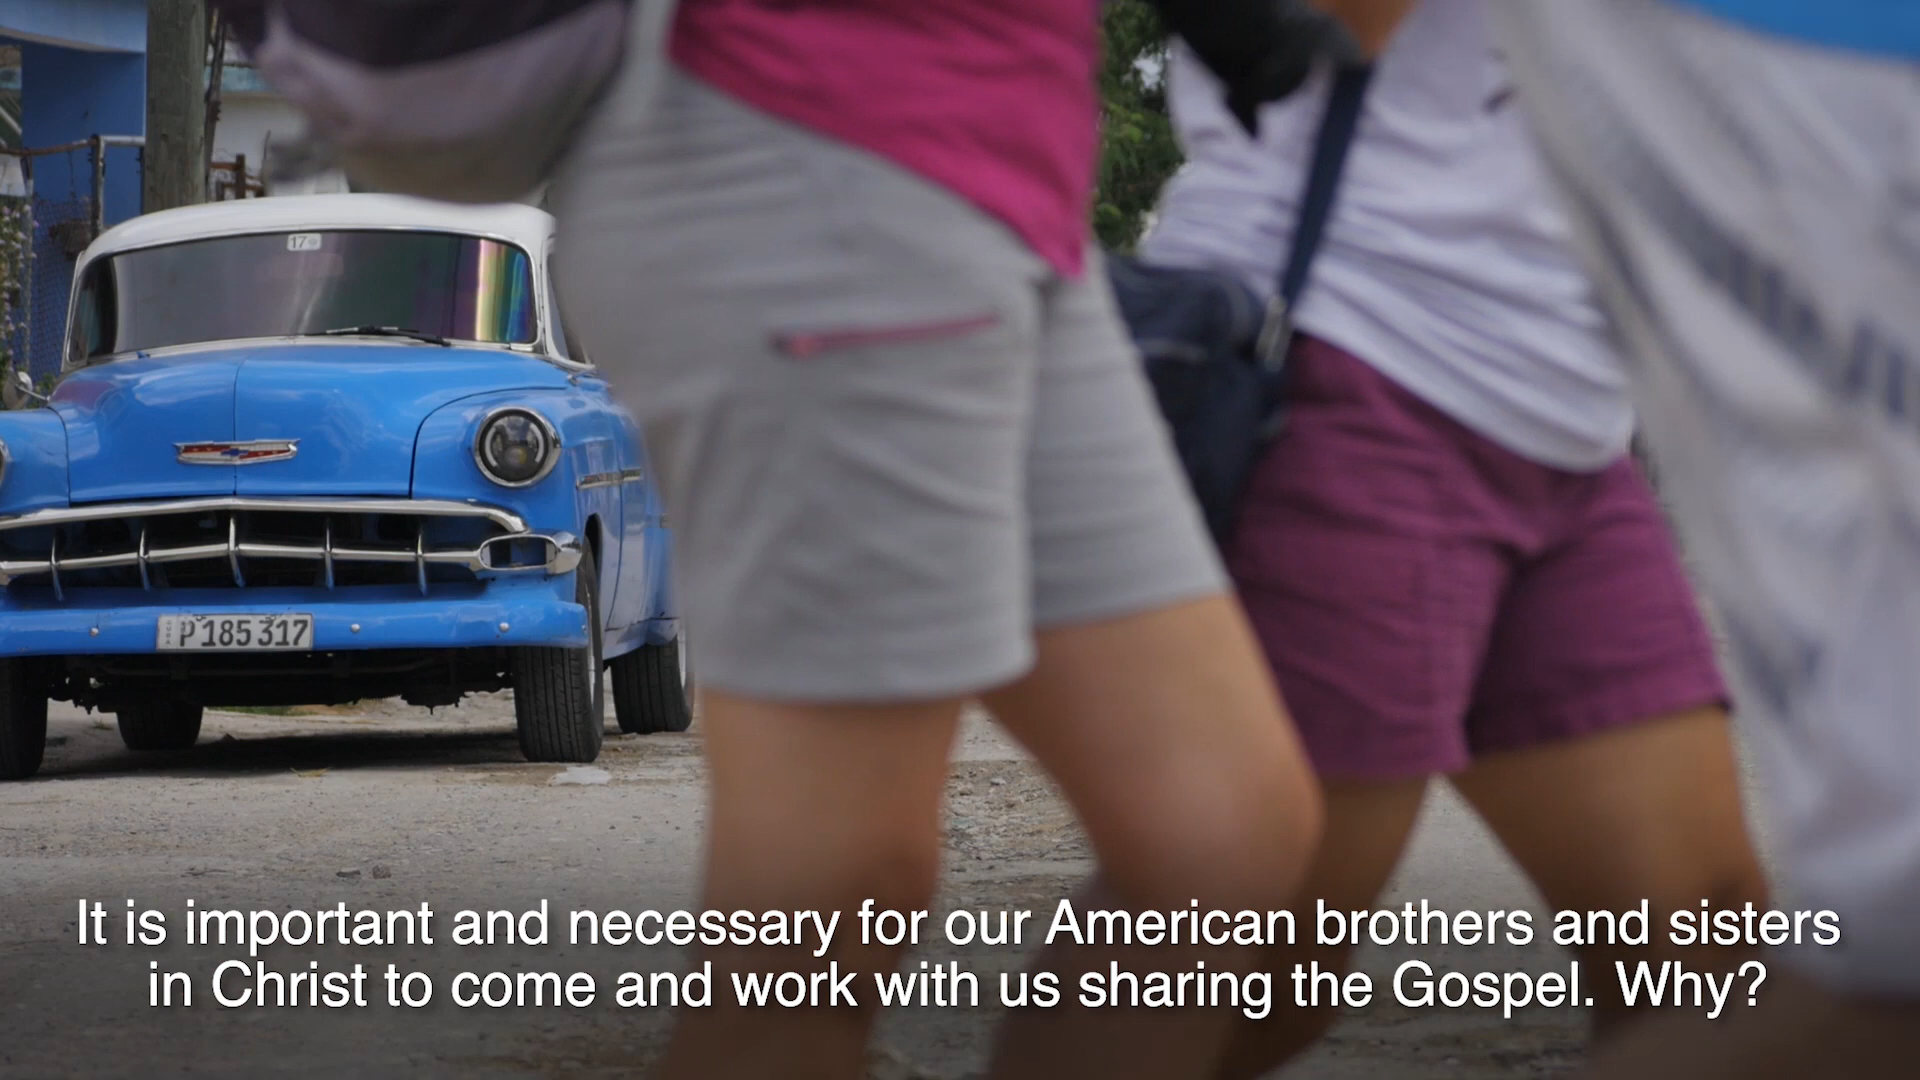 17
P185317
It is important and necessary for our American brothers and sisters
in Christ to come and work with us sharing the Gospel. Why?